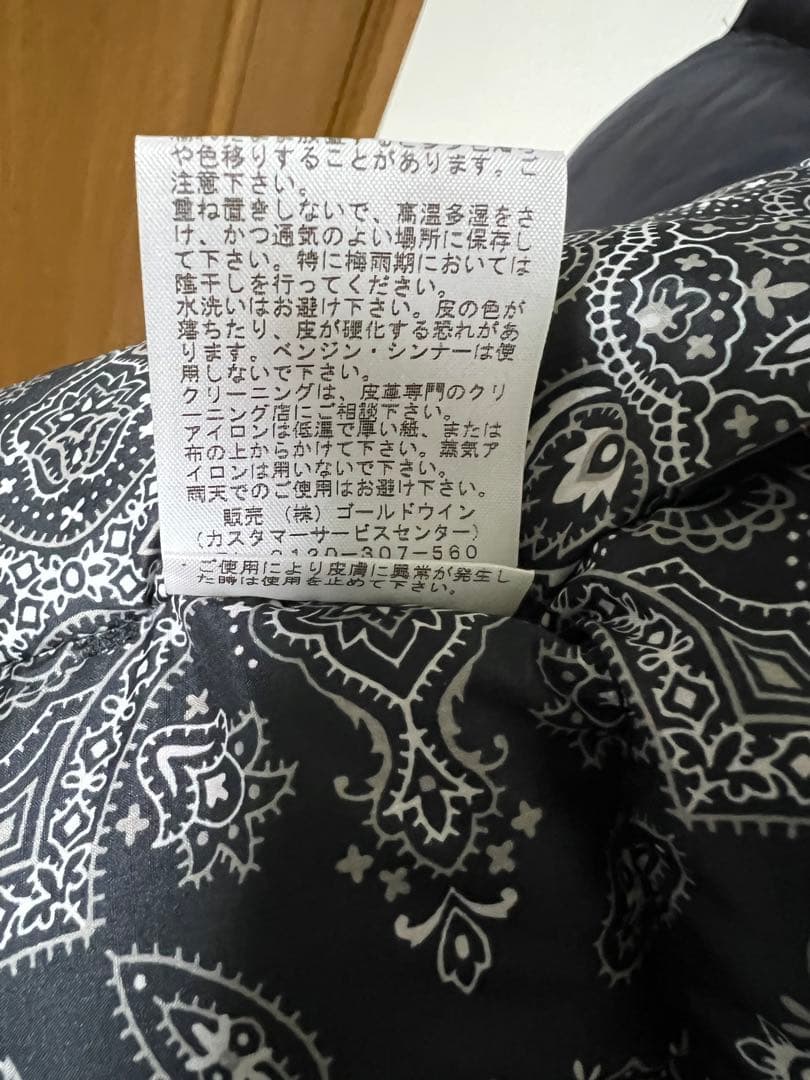 や色移りすることがあります。ご
注意下さい。
重ね置きしないで、高温多湿をさ
け、かつ通気のよい場所に保存し
て下さい。特に梅雨期においては
陰干しを行ってください。
水洗いはお避け下さい。皮の色が
落ちたり、皮が硬化する恐れがあ
ります。ベンジン・シンナーは使
用しないで下さい。
クリーニングは、皮革専門のクリ
ーニング店にご相談下さい。
アイロンは低温で厚い紙、または
布の上からかけて下さい。蒸気ア
イロンは用いないで下さい。
雨天でのご使用はお避け下さい。
販売 (株) ゴールドウイン
(カスタマーサービスセンター)
0120-307-560
・ご使用により皮膚に異常が発生し
た時は使用を止めて下さい。